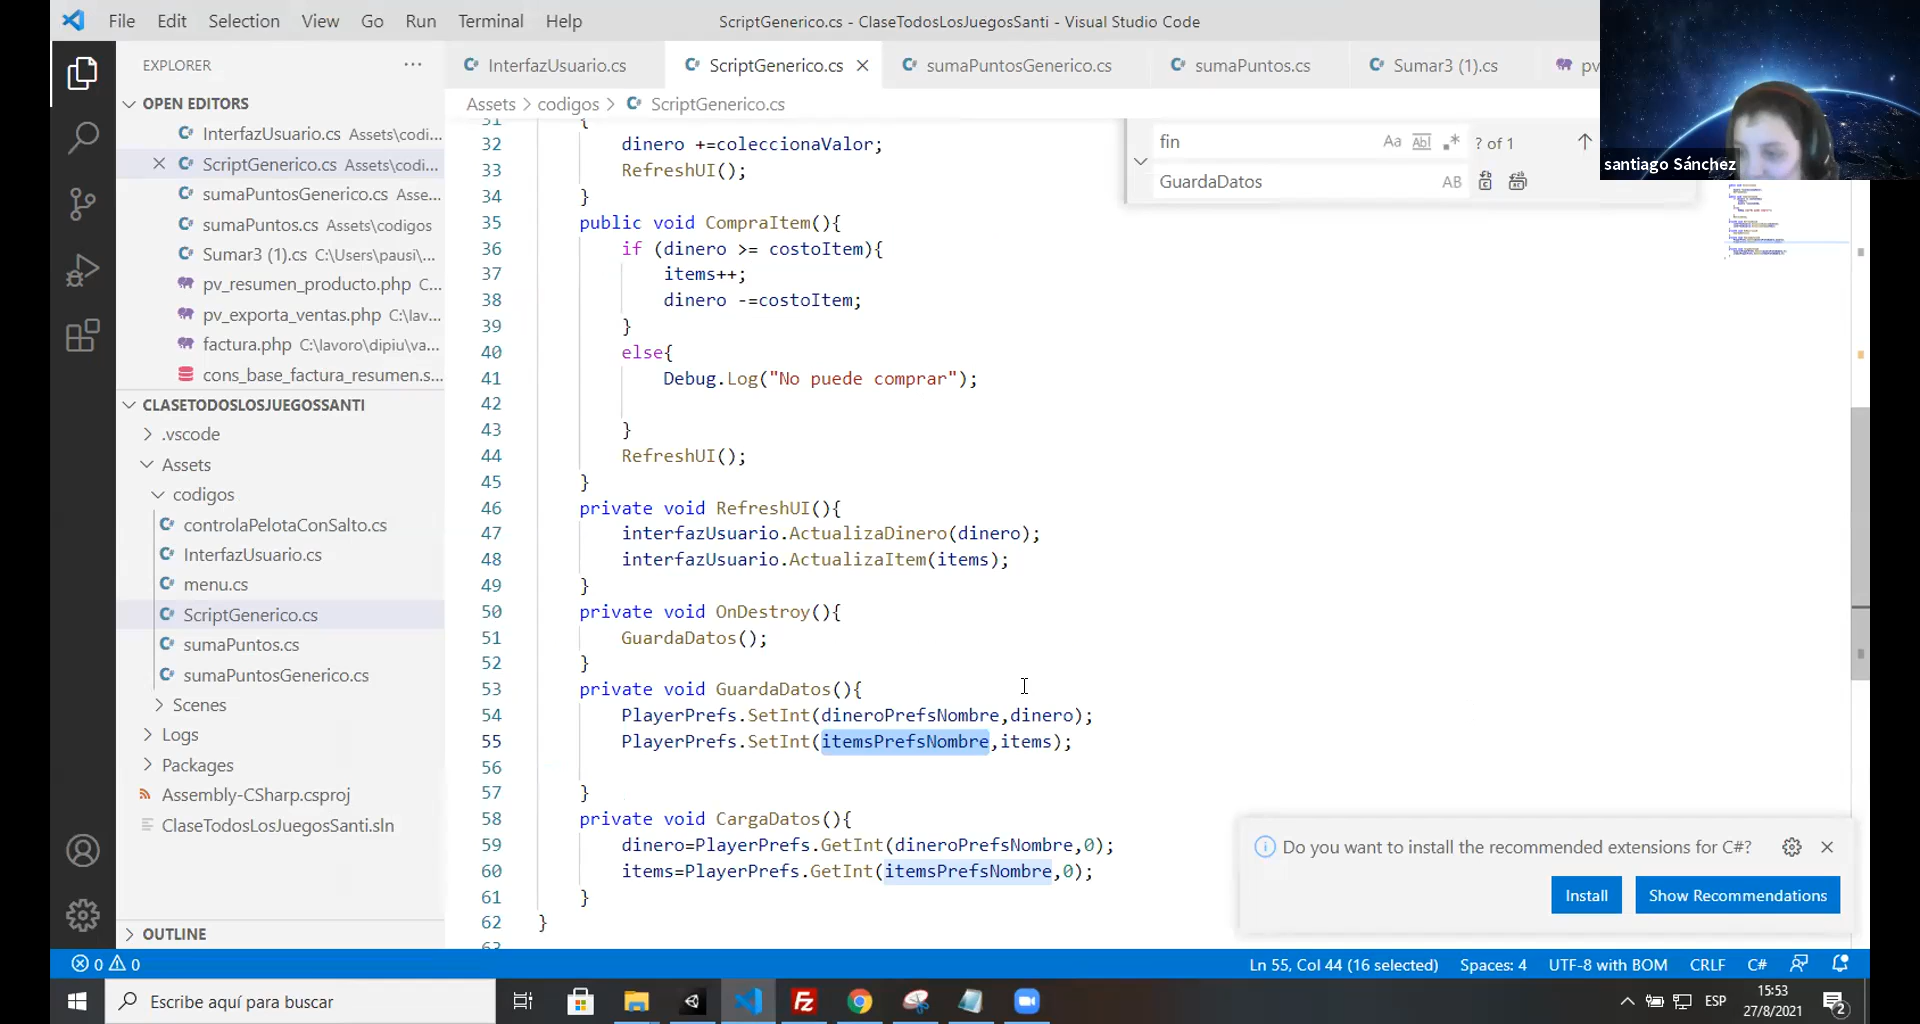 File Edit Selection View Go Run Terminal Help
ScriptGenerico.cs - ClaseTodosLosJuegosSanti - Visual Studio Code
EXPLORER ···
InterfazUsuario.cs
ScriptGenerico.cs
sumaPuntosGenerico.cs
sumaPuntos.cs
Sumar3 (1).cs
pv
Assets > codigos > ScriptGenerico.cs
OPEN EDITORS
InterfazUsuario.cs Assets\codi...
ScriptGenerico.cs Assets\codi...
sumaPuntosGenerico.cs Asse...
sumaPuntos.cs Assets\codigos
Sumar3 (1).cs C:\Users\pausi\...
pv_resumen_producto.php C...
pv_exporta_ventas.php C:\lav...
factura.php C:\lavoro\dipiu\va...
cons_base_factura_resumen.s...
CLASETODOSLOSJUEGOSSANTI
.vscode
Assets
codigos
controlaPelotaConSalto.cs
InterfazUsuario.cs
menu.cs
ScriptGenerico.cs
sumaPuntos.cs
sumaPuntosGenerico.cs
Scenes
Logs
Packages
Assembly-CSharp.csproj
ClaseTodosLosJuegosSanti.sln
OUTLINE
31 {
32 dinero +=coleccionaValor;
33 RefreshUI();
34 }
35 public void CompraItem(){
36 if (dinero >= costoItem){
37 items++;
38 dinero -=costoItem;
39 }
40 else{
41 Debug.Log("No puede comprar");
42
43 }
44 RefreshUI();
45 }
46 private void RefreshUI(){
47 interfazUsuario.ActualizaDinero(dinero);
48 interfazUsuario.ActualizaItem(items);
49 }
50 private void OnDestroy(){
51 GuardaDatos();
52 }
53 private void GuardaDatos(){
54 PlayerPrefs.SetInt(dineroPrefsNombre,dinero);
55 PlayerPrefs.SetInt(itemsPrefsNombre,items);
56
57 }
58 private void CargaDatos(){
59 dinero=PlayerPrefs.GetInt(dineroPrefsNombre,0);
60 items=PlayerPrefs.GetInt(itemsPrefsNombre,0);
61 }
62 }
63
fin Aa Abl .* ? of 1
GuardaDatos AB
santiago Sánchez
Do you want to install the recommended extensions for C#?
Install Show Recommendations
0 0
Ln 55, Col 44 (16 selected) Spaces: 4 UTF-8 with BOM CRLF C#
Escribe aquí para buscar
ESP
15:53
27/8/2021
2